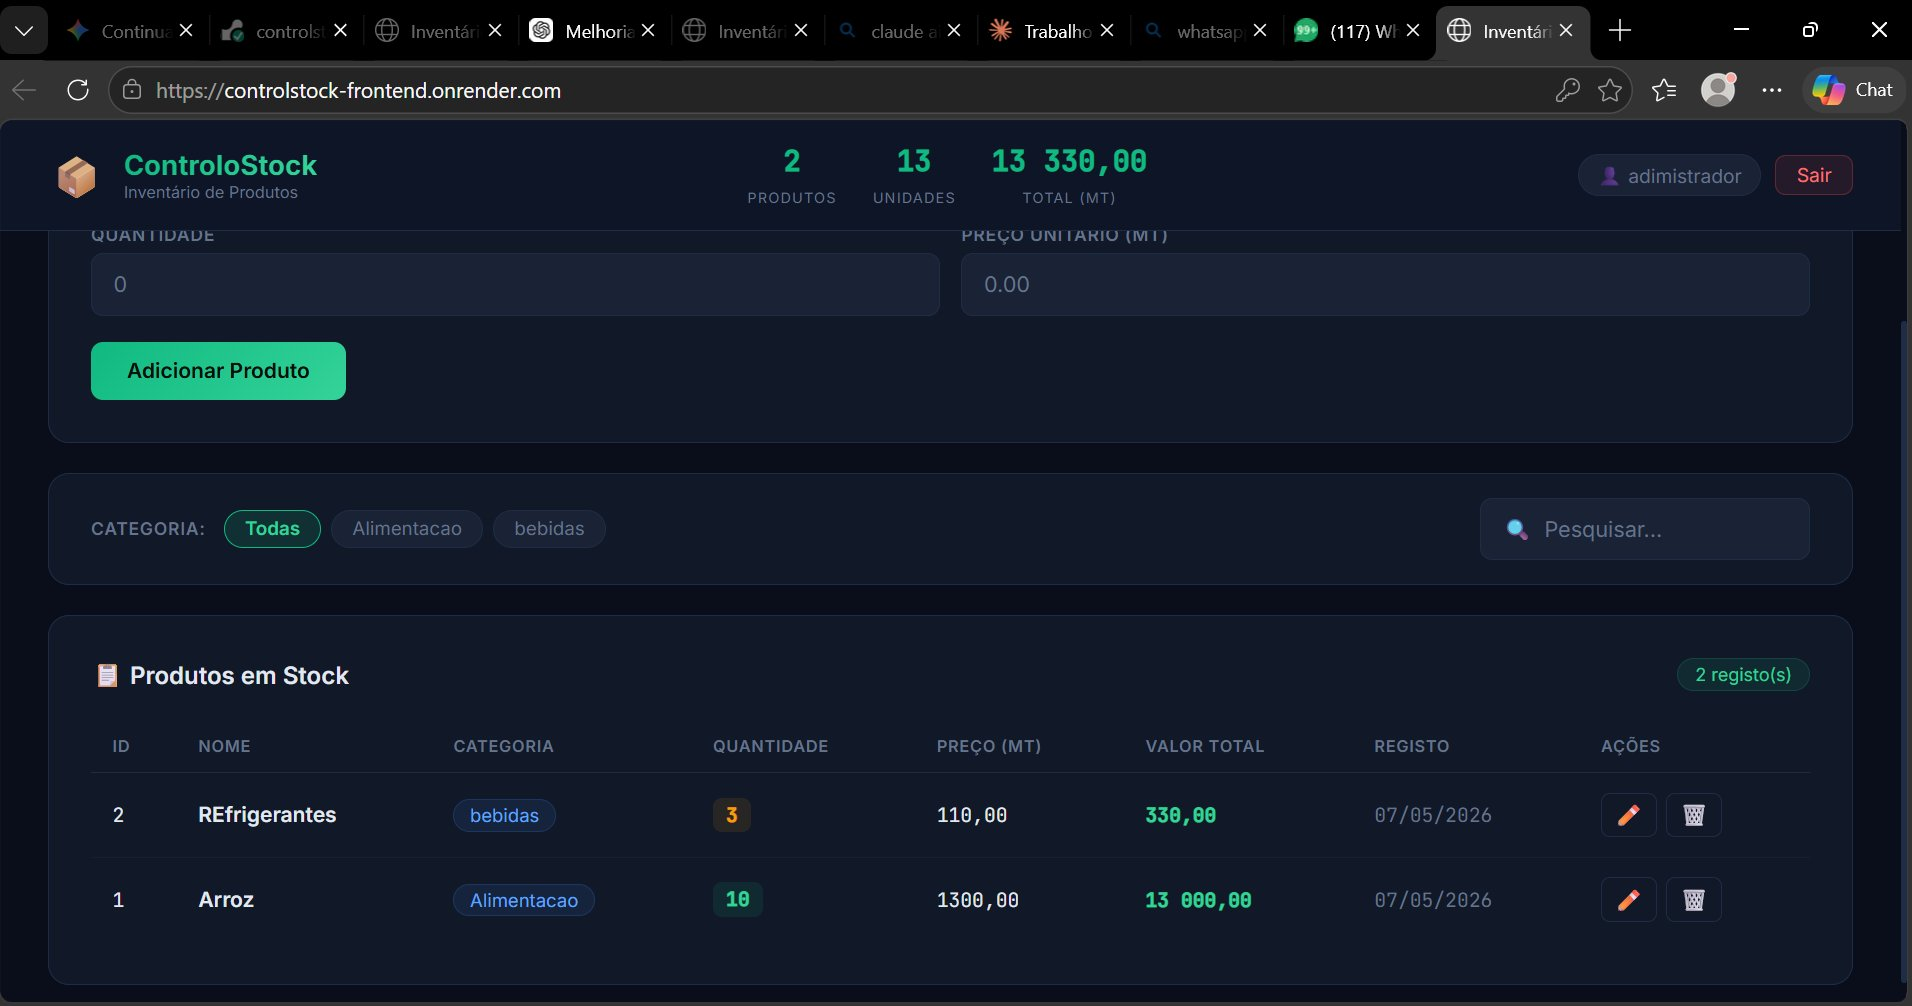 Continua
controlst
Inventári
Melhoria
Inventári
claude a
Trabalho
whatsapp
99+
(117) Wh
Inventári
https://controlstock-frontend.onrender.com
Chat
ControloStock
Inventário de Produtos
2
PRODUTOS
13
UNIDADES
13 330,00
TOTAL (MT)
adimistrador
Sair
QUANTIDADE
PREÇO UNITÁRIO (MT)
0
0.00
Adicionar Produto
CATEGORIA: Todas Alimentacao bebidas
Pesquisar...
Produtos em Stock
2 registo(s)
ID NOME CATEGORIA QUANTIDADE PREÇO (MT) VALOR TOTAL REGISTO AÇÕES
2 REfrigerantes bebidas 3 110,00 330,00 07/05/2026
1 Arroz Alimentacao 10 1300,00 13 000,00 07/05/2026